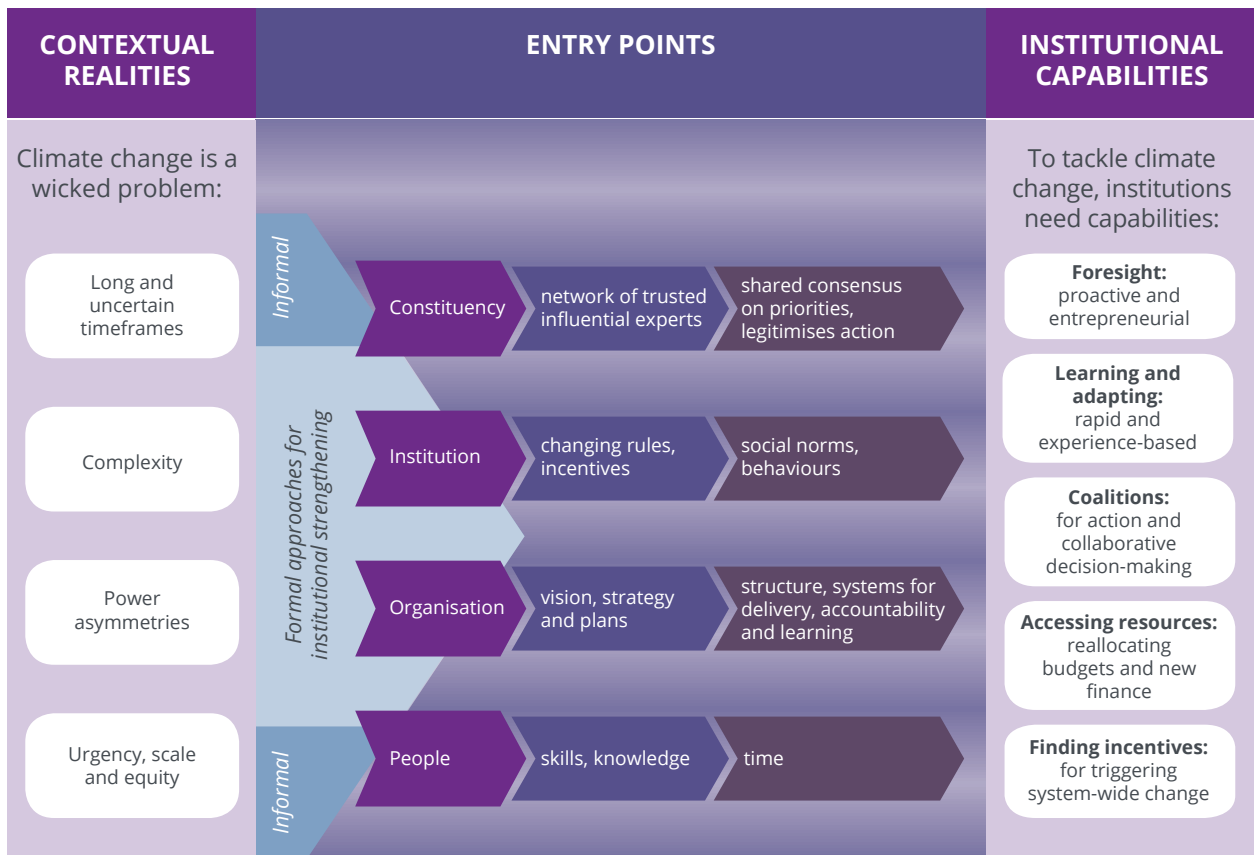 CONTEXTUAL
REALITIES
Climate change is a
wicked problem:
Long and
uncertain
timeframes
Complexity
Power
asymmetries
Urgency, scale
and equity
ENTRY POINTS
Informal
Formal approaches for
institutional strengthening
Informal
Constituency
network of trusted
influential experts
shared consensus
on priorities,
legitimises action
Institution
changing rules,
incentives
social norms,
behaviours
Organisation
vision, strategy
and plans
structure, systems for
delivery, accountability
and learning
People
skills, knowledge
time
INSTITUTIONAL
CAPABILITIES
To tackle climate
change, institutions
need capabilities:
Foresight:
proactive and
entrepreneurial
Learning and
adapting:
rapid and
experience-based
Coalitions:
for action and
collaborative
decision-making
Accessing resources:
reallocating
budgets and new
finance
Finding incentives:
for triggering
system-wide change